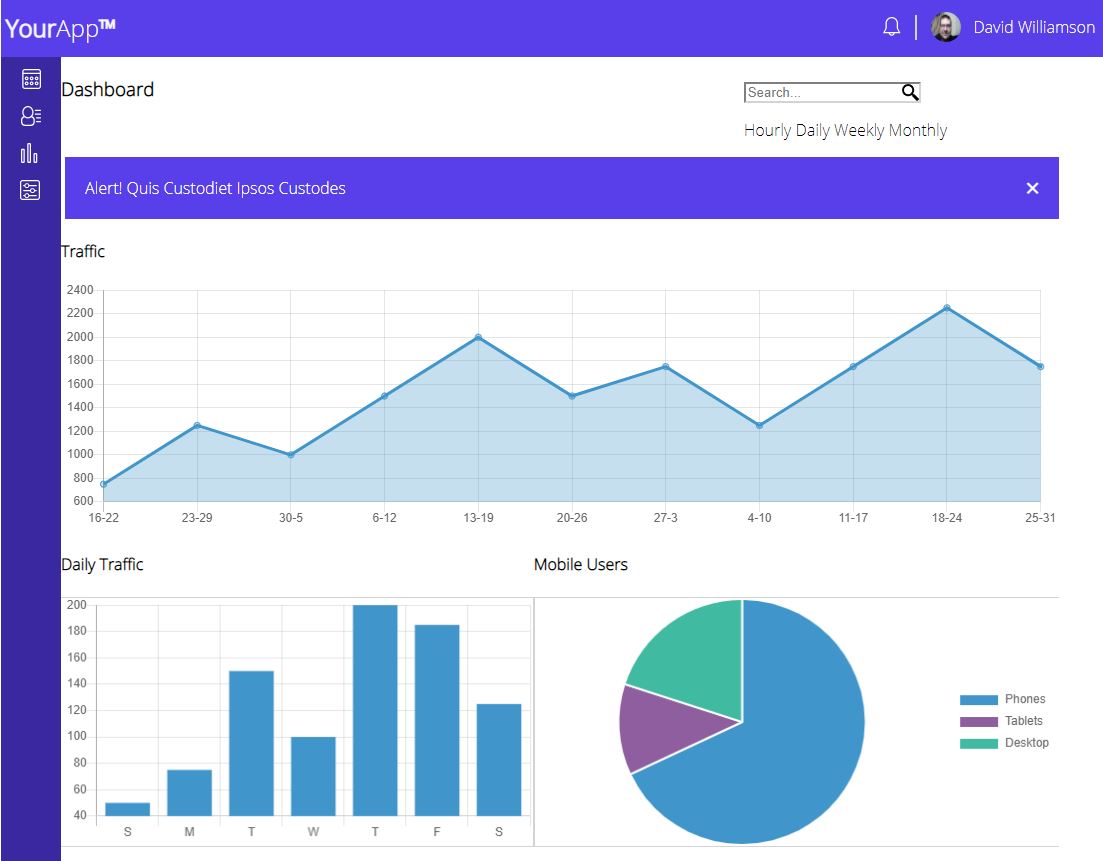 YourApp™
David Williamson
Dashboard
Search...
Hourly Daily Weekly Monthly
Alert! Quis Custodiet Ipsos Custodes
×
Traffic
2400
2200
2000
1800
1600
1400
1200
1000
800
600
16-22 23-29 30-5 6-12 13-19 20-26 27-3 4-10 11-17 18-24 25-31
Daily Traffic
200
180
160
140
120
100
80
60
40
S M T W T F S
Mobile Users
Phones
Tablets
Desktop